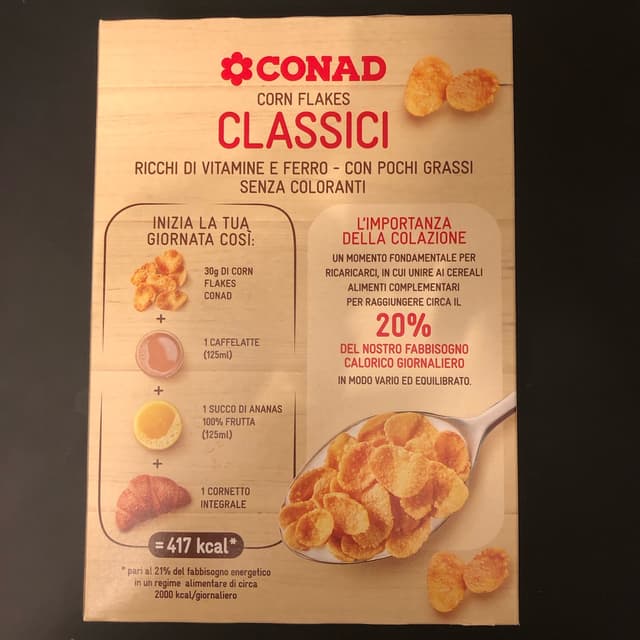 CONAD
CORN FLAKES
CLASSICI
RICCHI DI VITAMINE E FERRO - CON POCHI GRASSI
SENZA COLORANTI
INIZIA LA TUA
GIORNATA COSÌ:
30g DI CORN
FLAKES
CONAD
+
1 CAFFELATTE
(125ml)
+
1 SUCCO DI ANANAS
100% FRUTTA
(125ml)
+
1 CORNETTO
INTEGRALE
= 417 kcal*
* pari al 21% del fabbisogno energetico
in un regime alimentare di circa
2000 kcal/giornaliero
L'IMPORTANZA
DELLA COLAZIONE
UN MOMENTO FONDAMENTALE PER
RICARICARCI, IN CUI UNIRE AI CEREALI
ALIMENTI COMPLEMENTARI
PER RAGGIUNGERE CIRCA IL
20%
DEL NOSTRO FABBISOGNO
CALORICO GIORNALIERO
IN MODO VARIO ED EQUILIBRATO.